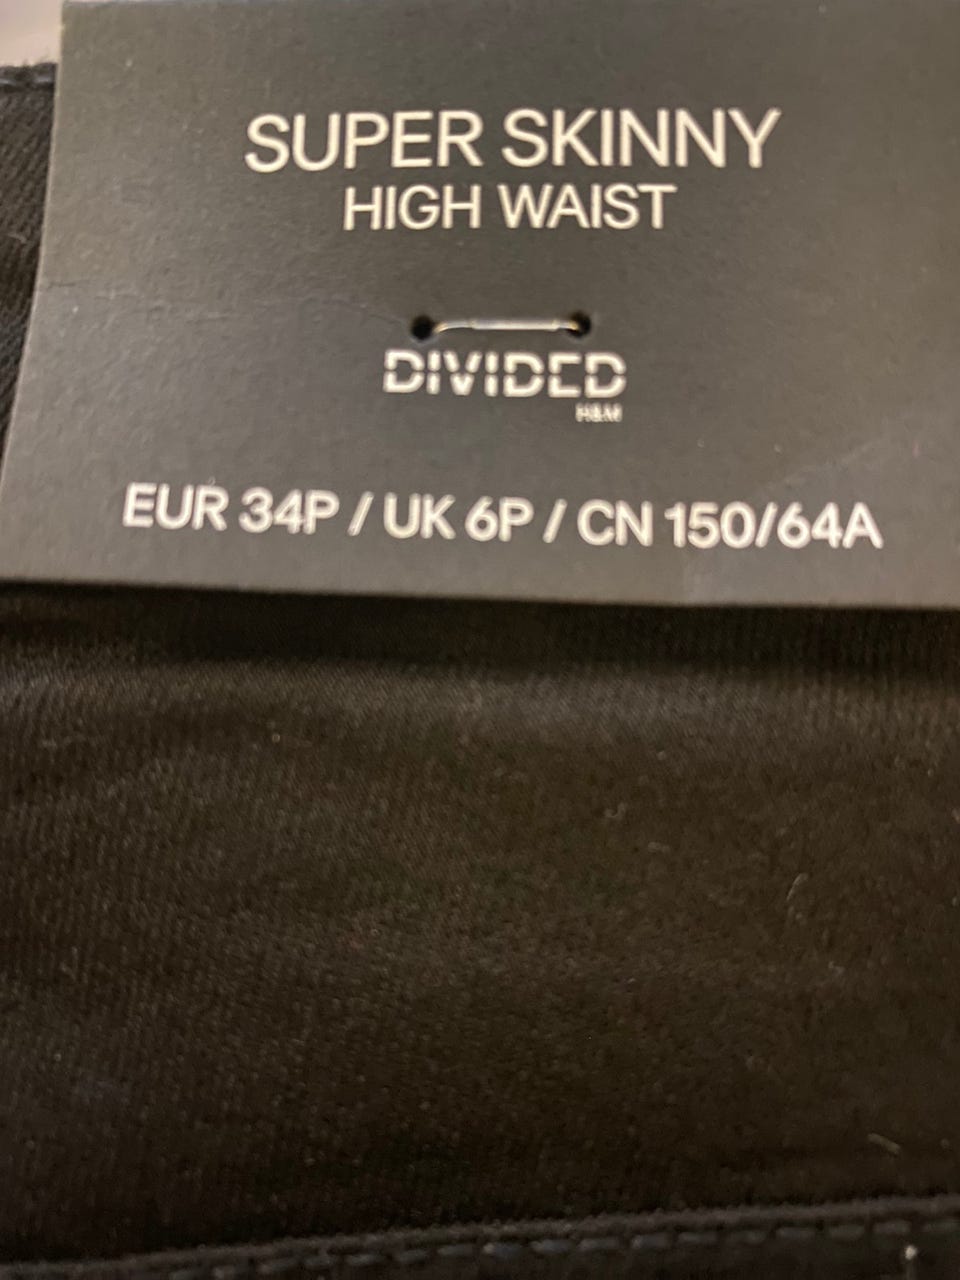 SUPER SKINNY
HIGH WAIST
DIVIDED
H&M
EUR 34P / UK 6P / CN 150/64A